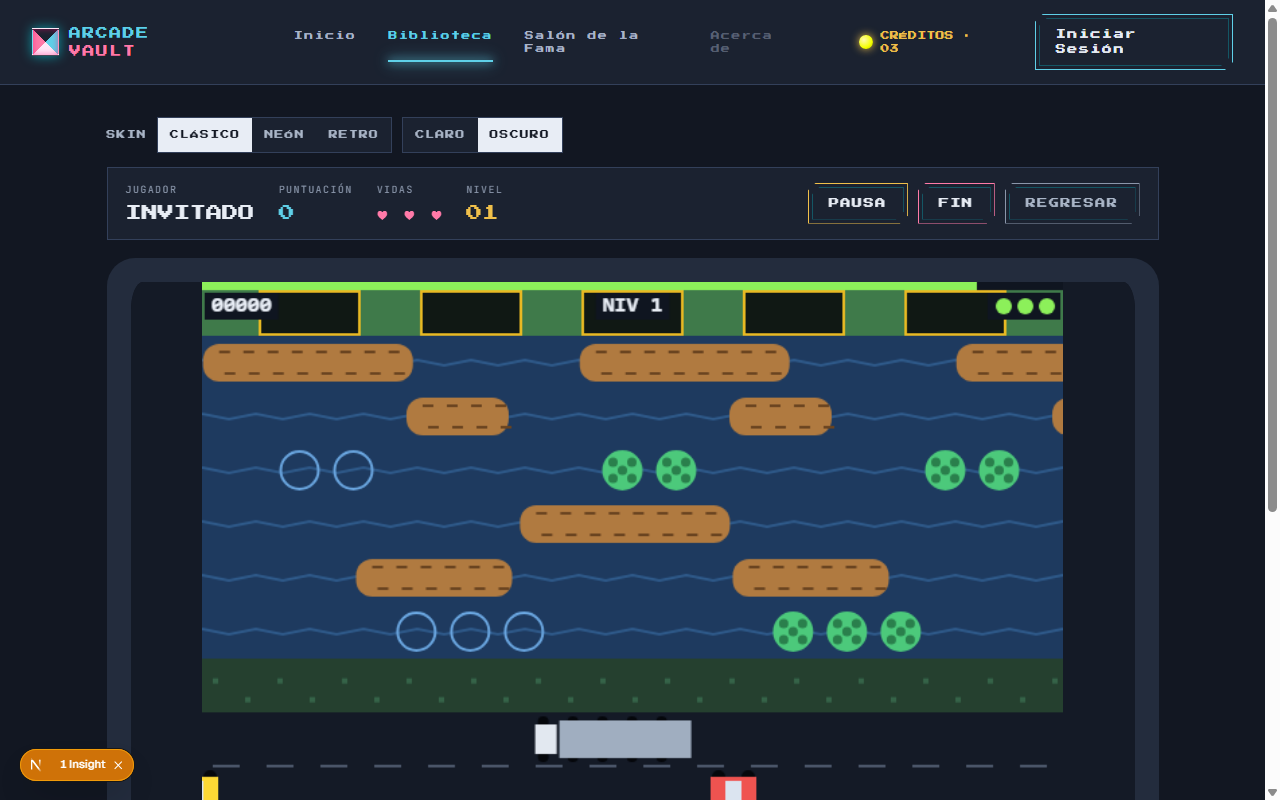 ARCADE
VAULT
Inicio
Biblioteca
Salón de la
Fama
Acerca
de
CRéDITOS ·
03
Iniciar
Sesión
SKIN
CLáSICO
NEóN
RETRO
CLARO
OSCURO
JUGADOR
INVITADO
PUNTUACIÓN
0
VIDAS
NIVEL
01
PAUSA
FIN
REGRESAR
00000
NIV 1
N
1 Insight